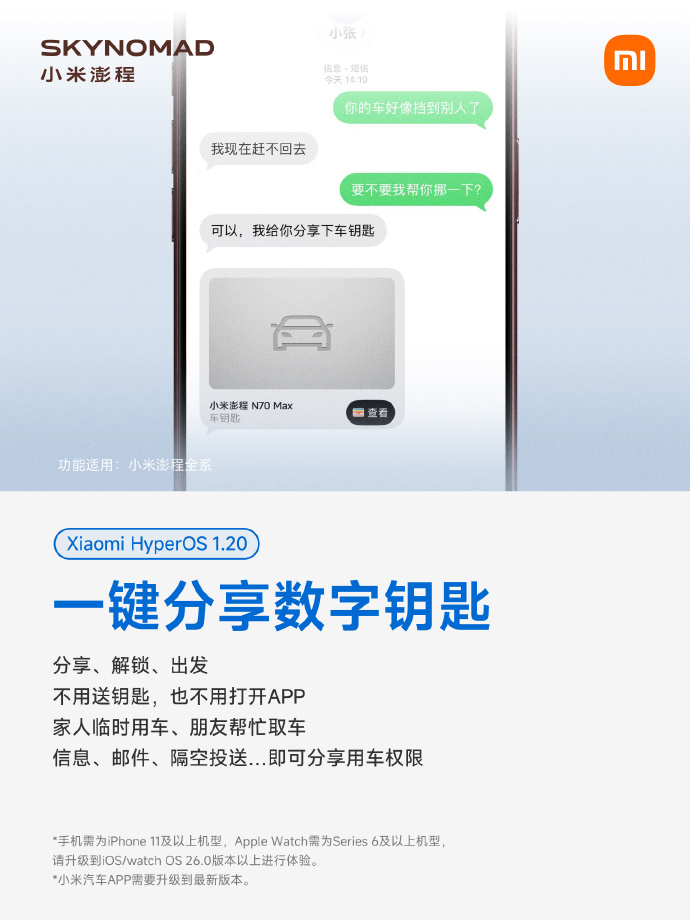 SKYNOMAD
小米澎程
小张
信息·短信
今天 14:19
你的车好像挡到别人了
我现在赶不回去
要不要我帮你挪一下?
可以，我给你分享下车钥匙
小米澎程 N70 Max
车钥匙
查看
功能适用：小米澎程全系
Xiaomi HyperOS 1.20
一键分享数字钥匙
分享、解锁、出发
不用送钥匙，也不用打开APP
家人临时用车、朋友帮忙取车
信息、邮件、隔空投送...即可分享用车权限
*手机需为iPhone 11及以上机型，Apple Watch需为Series 6及以上机型，
请升级到iOS/watch OS 26.0版本以上进行体验。
*小米汽车APP需要升级到最新版本。